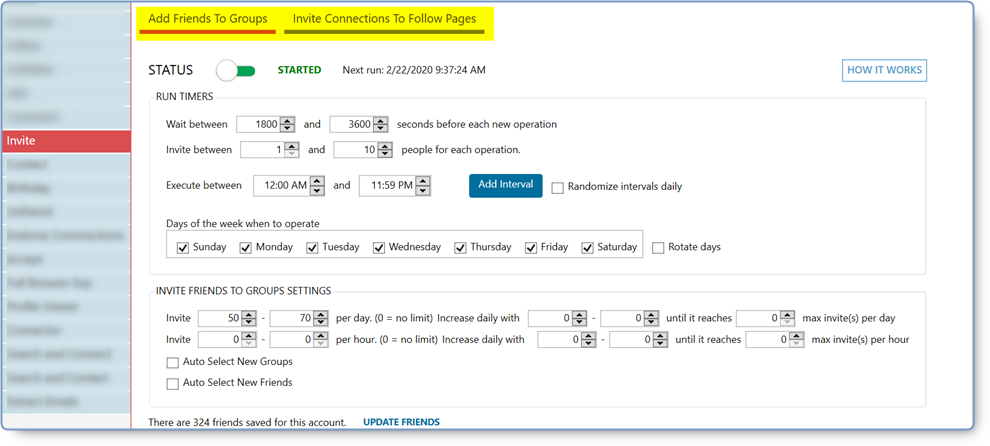 Add Friends To Groups Invite Connections To Follow Pages
STATUS STARTED Next run: 2/22/2020 9:37:24 AM HOW IT WORKS
RUN TIMERS
Wait between 1800 and 3600 seconds before each new operation
Invite
Invite between 1 and 10 people for each operation.
Execute between 12:00 AM and 11:59 PM Add Interval Randomize intervals daily
Days of the week when to operate
Sunday Monday Tuesday Wednesday Thursday Friday Saturday Rotate days
INVITE FRIENDS TO GROUPS SETTINGS
Invite 50 - 70 per day. (0 = no limit) Increase daily with 0 - 0 until it reaches 0 max invite(s) per day
Invite 0 - 0 per hour. (0 = no limit) Increase daily with 0 - 0 until it reaches 0 max invite(s) per hour
Auto Select New Groups
Auto Select New Friends
There are 324 friends saved for this account. UPDATE FRIENDS